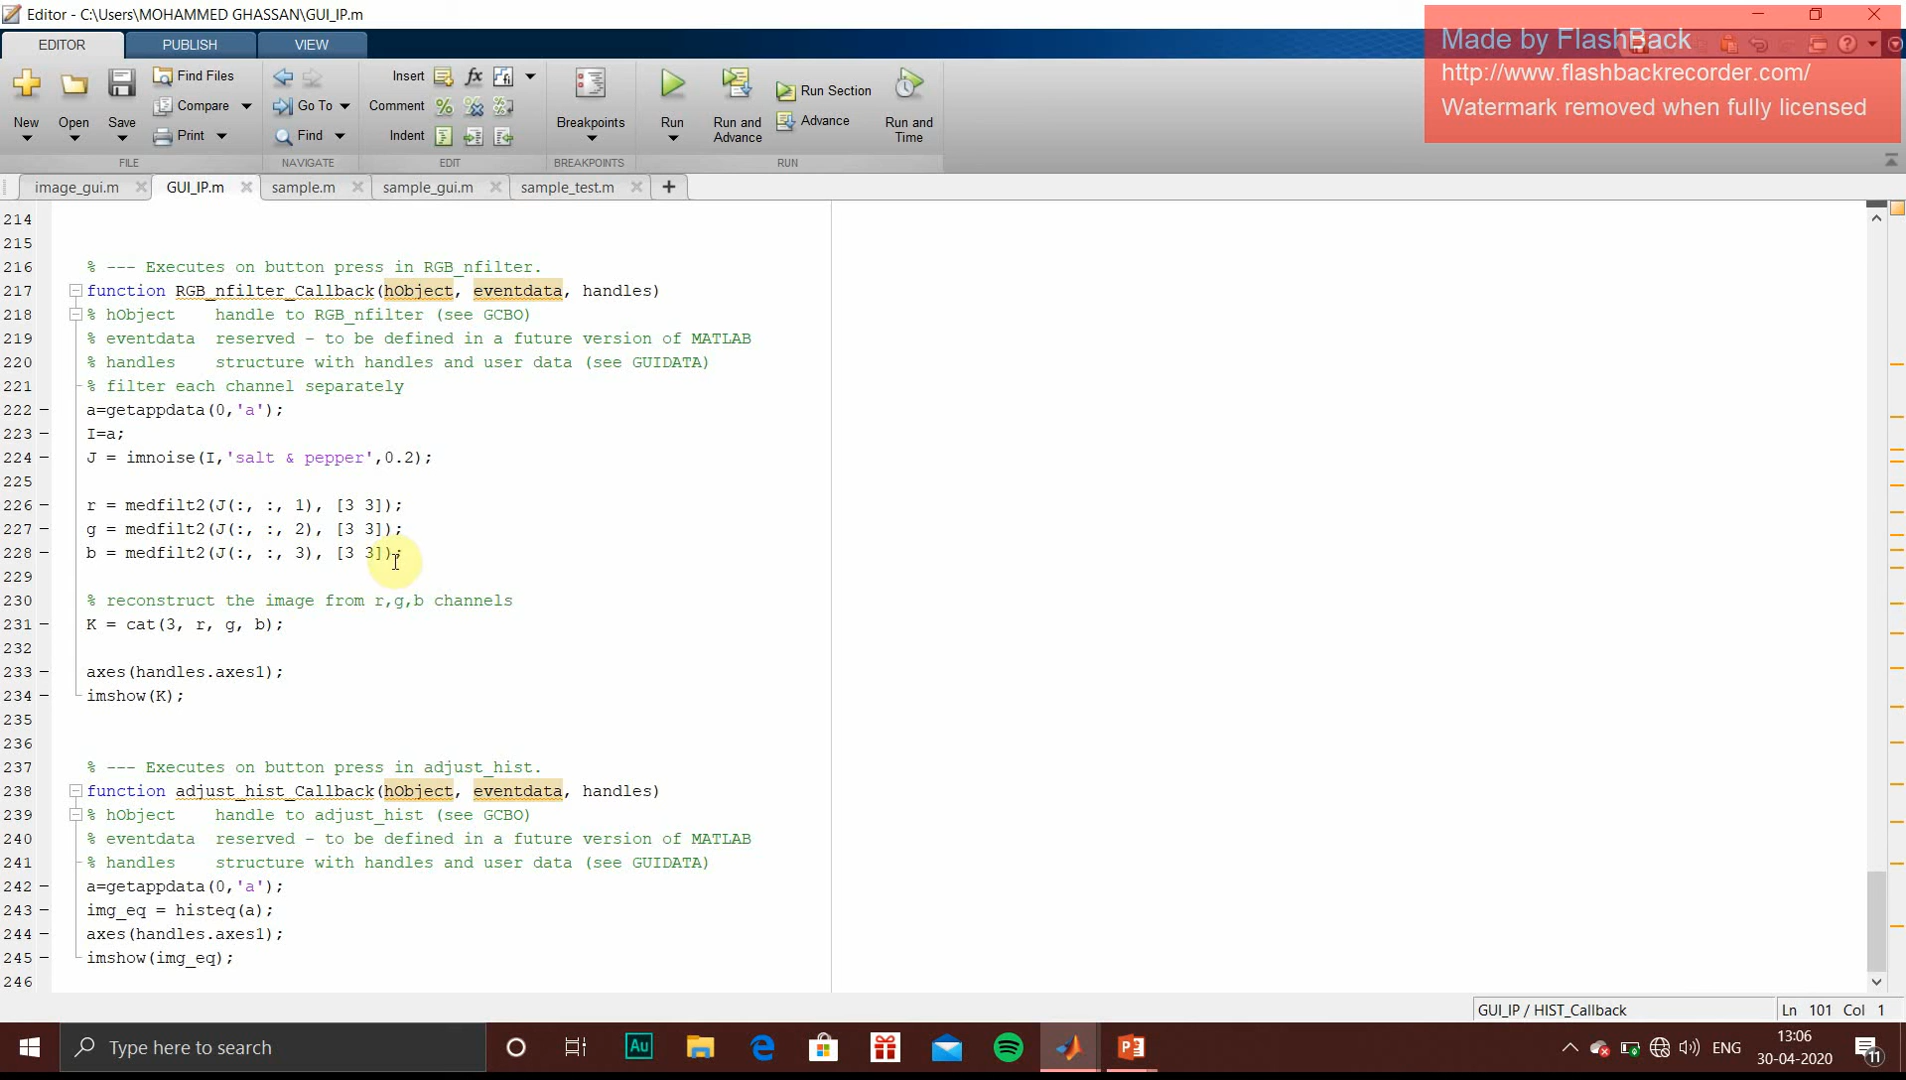 Editor - C:\Users\MOHAMMED GHASSAN\GUI_IP.m
Made by FlashBack
http://www.flashbackrecorder.com/
Watermark removed when fully licensed
EDITOR PUBLISH VIEW
New Open Save Find Files Compare Print Go To Find Insert fx Comment Indent Breakpoints Run Run and Advance Run Section Advance Run and Time
FILE NAVIGATE EDIT BREAKPOINTS RUN
image_gui.m GUI_IP.m sample.m sample_gui.m sample_test.m +
214
215
216 % --- Executes on button press in RGB_nfilter.
217 function RGB_nfilter_Callback(hObject, eventdata, handles)
218 % hObject    handle to RGB_nfilter (see GCBO)
219 % eventdata  reserved - to be defined in a future version of MATLAB
220 % handles    structure with handles and user data (see GUIDATA)
221 % filter each channel separately
222 a=getappdata(0,'a');
223 I=a;
224 J = imnoise(I,'salt & pepper',0.2);
225
226 r = medfilt2(J(:, :, 1), [3 3]);
227 g = medfilt2(J(:, :, 2), [3 3]);
228 b = medfilt2(J(:, :, 3), [3 3]);
229
230 % reconstruct the image from r,g,b channels
231 K = cat(3, r, g, b);
232
233 axes(handles.axes1);
234 imshow(K);
235
236
237 % --- Executes on button press in adjust_hist.
238 function adjust_hist_Callback(hObject, eventdata, handles)
239 % hObject    handle to adjust_hist (see GCBO)
240 % eventdata  reserved - to be defined in a future version of MATLAB
241 % handles    structure with handles and user data (see GUIDATA)
242 a=getappdata(0,'a');
243 img_eq = histeq(a);
244 axes(handles.axes1);
245 imshow(img_eq);
246
GUI_IP / HIST_Callback Ln 101 Col 1
Type here to search Au ENG 13:06
30-04-2020 11